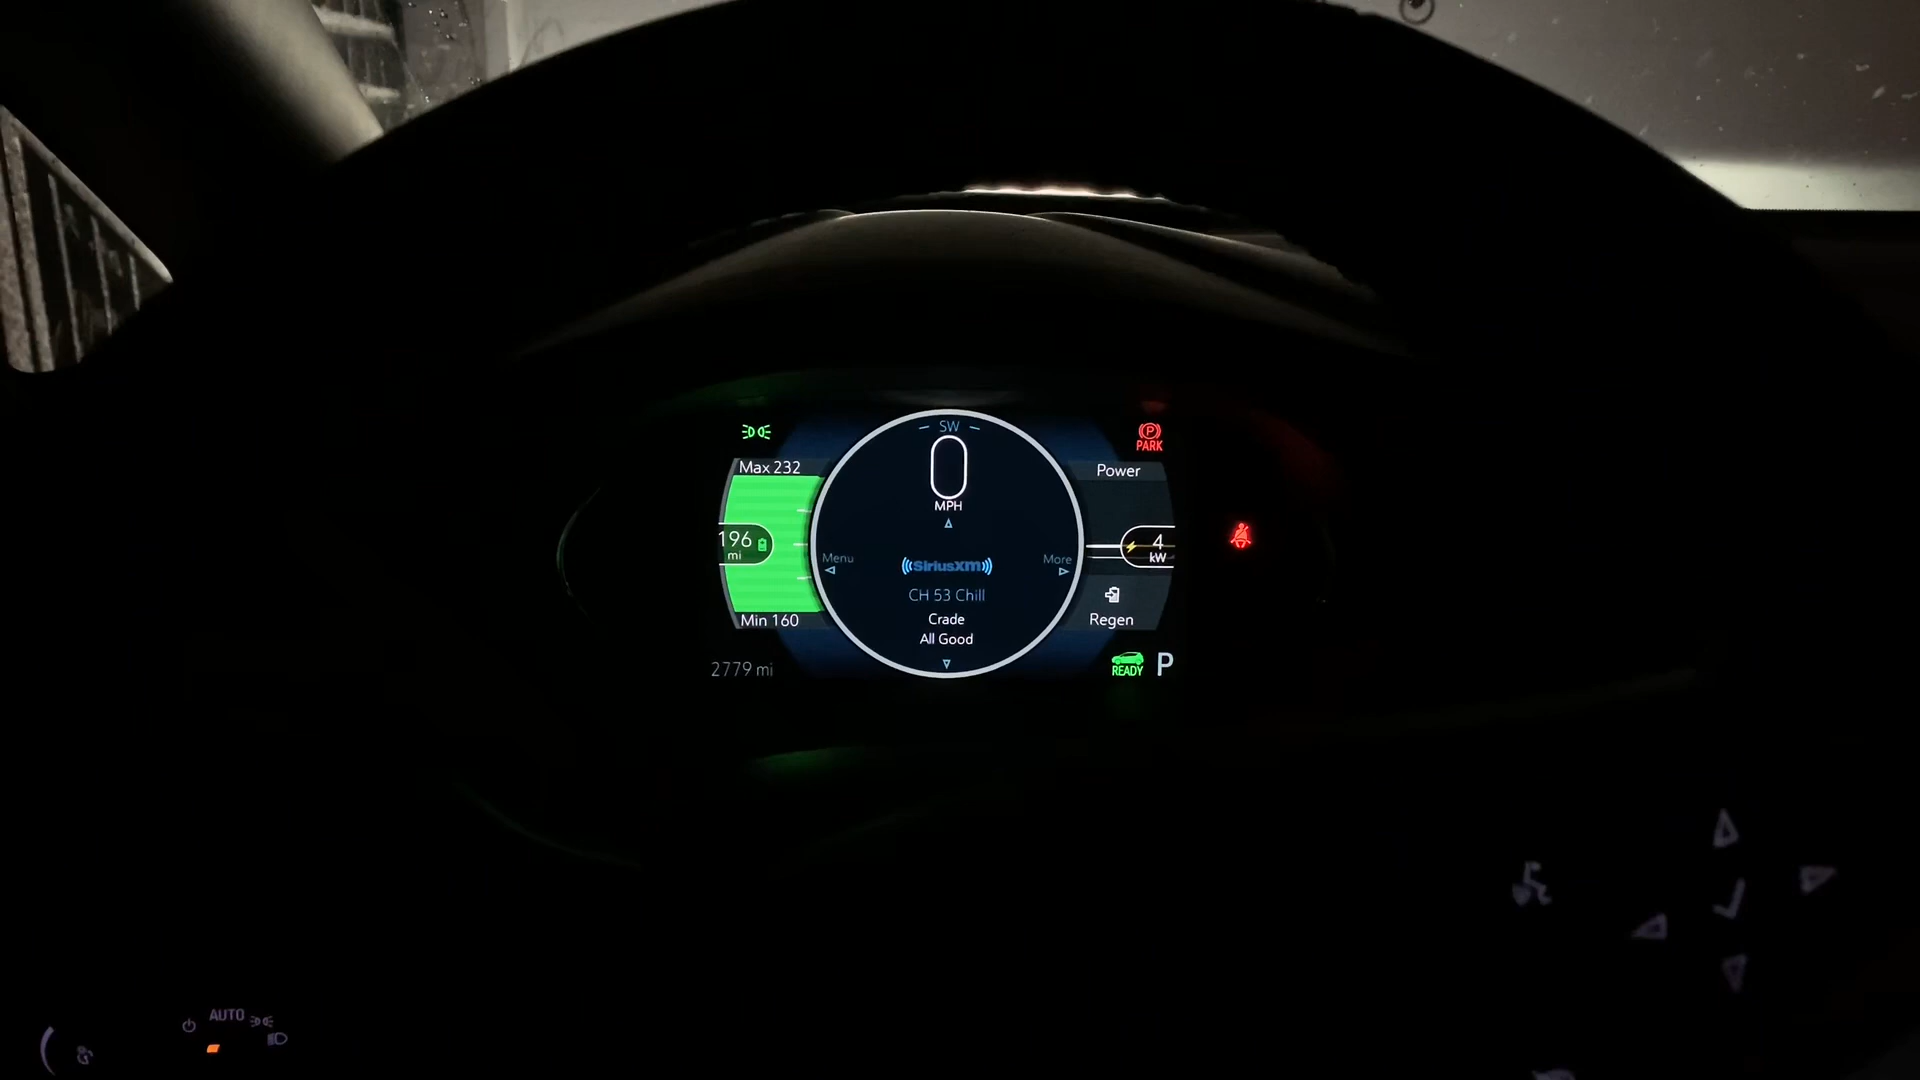 SW
PARK
Max 232
0
MPH
Power
196
mi
4
kW
Menu
More
SiriusXM
CH 53 Chill
Crade
All Good
Min 160
Regen
2779 mi
READY
P
AUTO